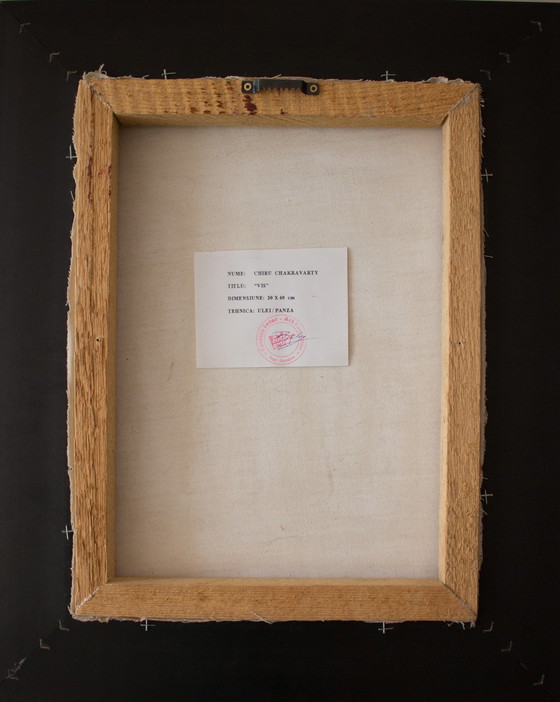 NUME: CHIRU CHAKRAVARTY
TITLU: "VIS"
DIMENSIUNE: 30 X 40 cm
TEHNICA: ULEI/PANZA